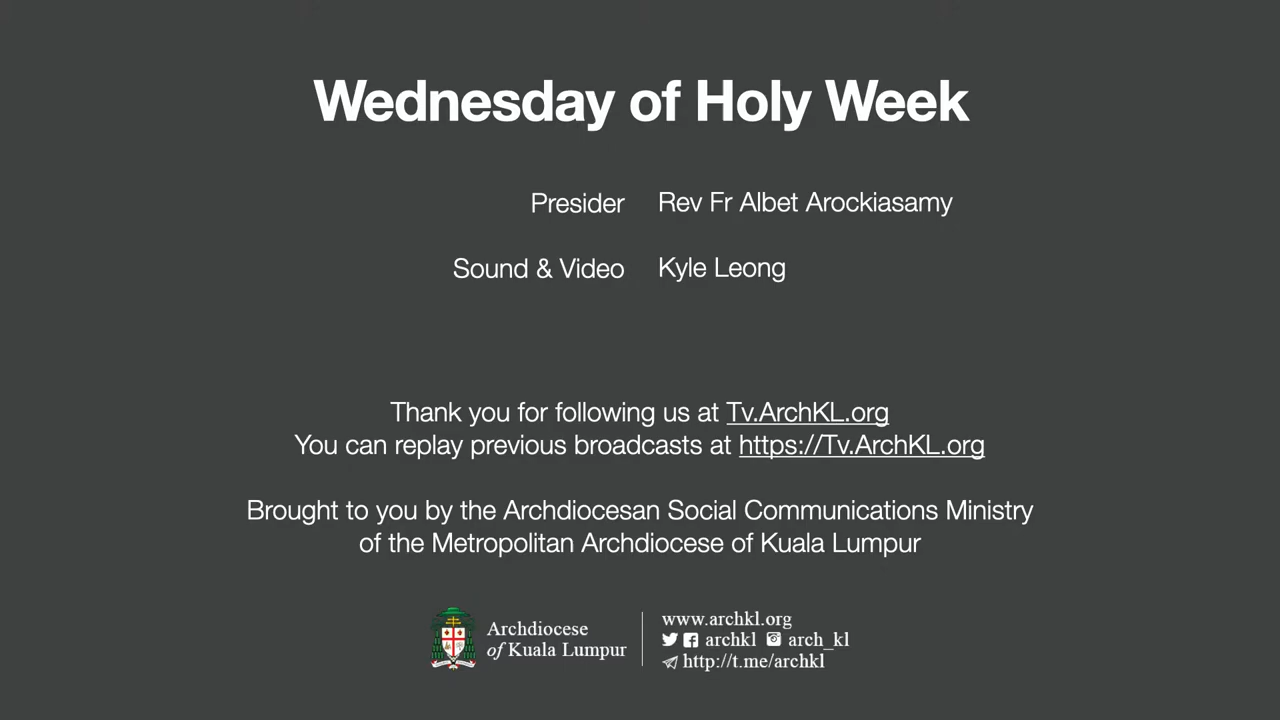 Wednesday of Holy Week
Presider Rev Fr Albet Arockiasamy
Sound & Video Kyle Leong
Thank you for following us at Tv.ArchKL.org
You can replay previous broadcasts at https://Tv.ArchKL.org
Brought to you by the Archdiocesan Social Communications Ministry
of the Metropolitan Archdiocese of Kuala Lumpur
Archdiocese
of Kuala Lumpur
www.archkl.org
archkl arch_kl
http://t.me/archkl